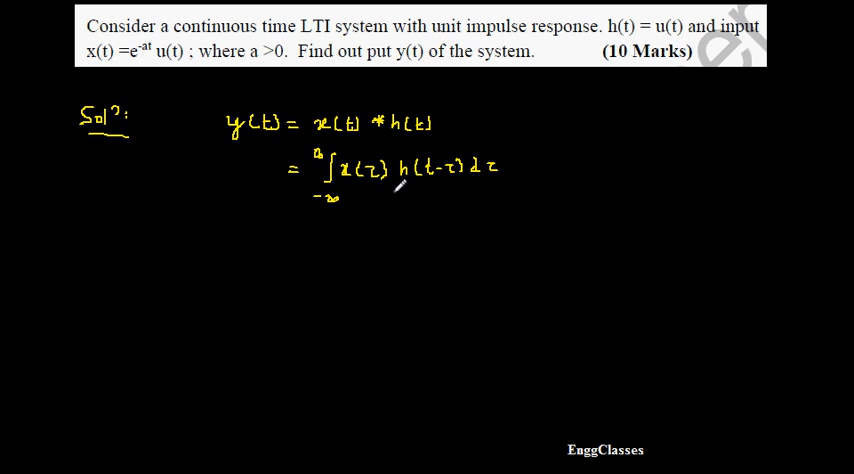 Consider a continuous time LTI system with unit impulse response. h(t) = u(t) and input
x(t) =e^-at u(t) ; where a >0. Find out put y(t) of the system. (10 Marks)
Sol?:
y(t) = x(t) * h(t)
= ∞∫-∞ x(τ) h(t-τ) dτ
EnggClasses